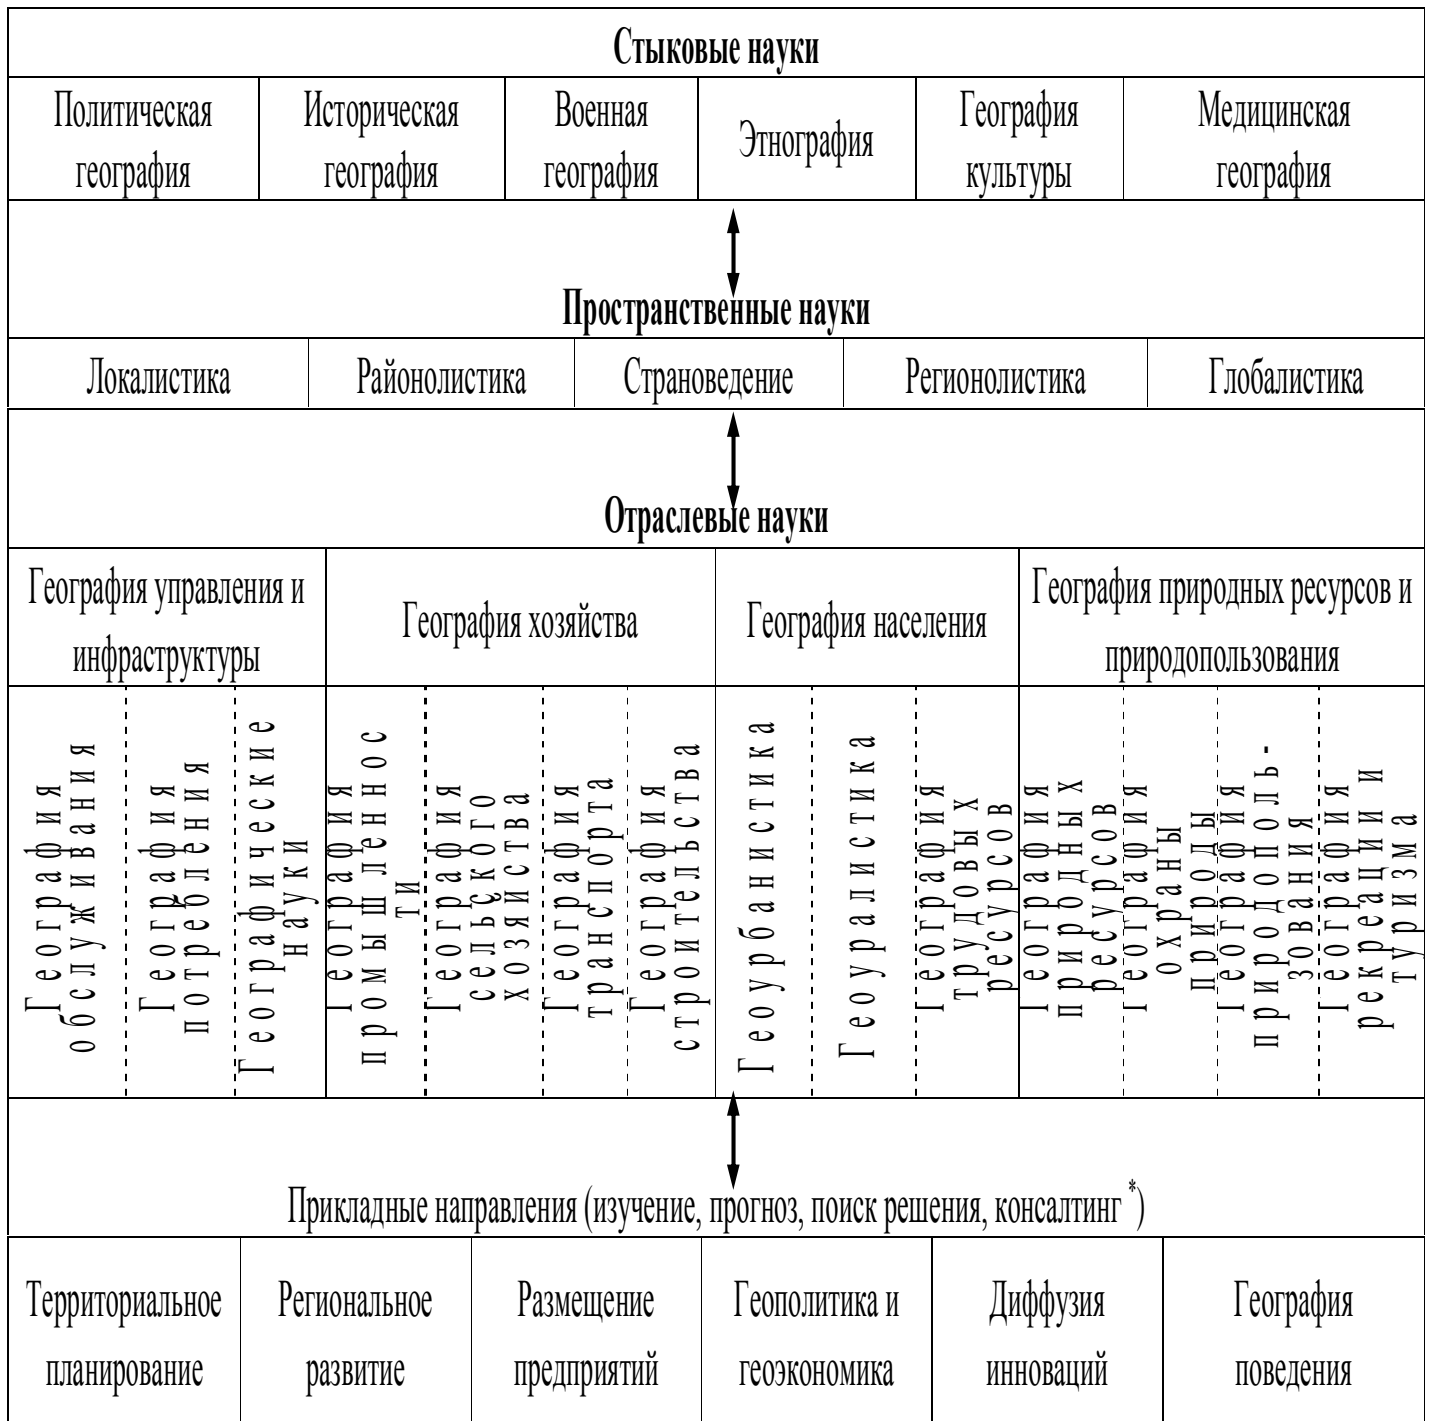 Стыковые науки
Политическая
география
Историческая
география
Военная
география
Этнография
География
культуры
Медицинская
география
Пространственные науки
Локалистика
Районолистика
Страноведение
Регионолистика
Глобалистика
Отраслевые науки
География управления и
инфраструктуры
География хозяйства
География населения
География природных ресурсов и
природопользования
География
обслуживания
География
потребления
Географические
науки
География
промышленнос
ти
География
сельского
хозяйства
География
транспорта
География
строительства
Геоурбанистика
Геоуралистика
География
трудовых
ресурсов
География
природных
ресурсов
География
охраны
природы
География
природополь-
зования
География
рекреации и
туризма
Прикладные направления (изучение, прогноз, поиск решения, консалтинг *)
Территориальное
планирование
Региональное
развитие
Размещение
предприятий
Геополитика и
геоэкономика
Диффузия
инноваций
География
поведения